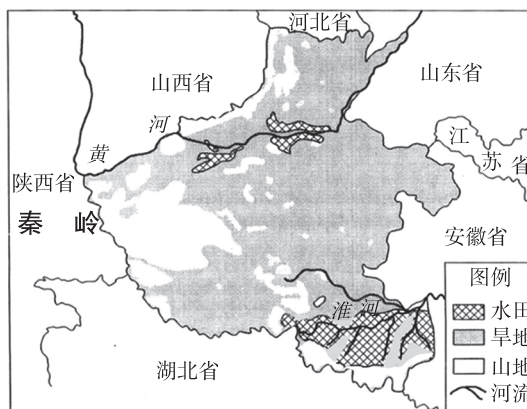 河北省
山西省
山东省
河
黄
江
苏
省
陕西省
秦 岭
安徽省
淮 河
湖北省
图例
水田
旱地
山地
河流